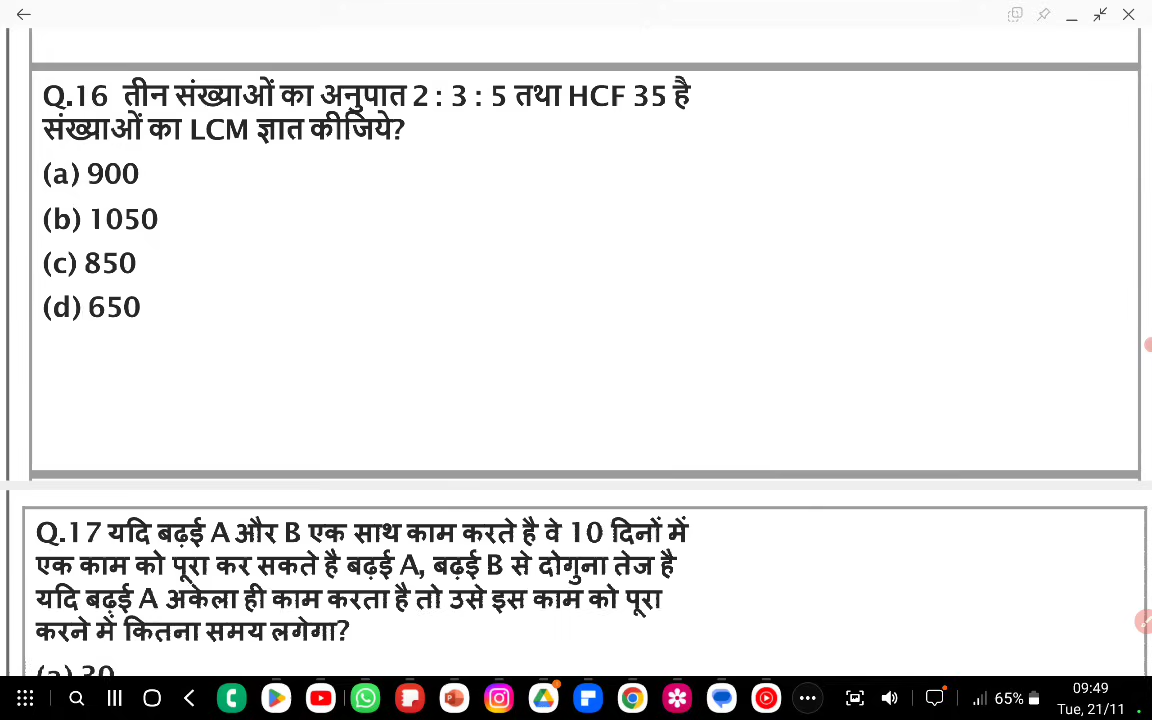 Q.16 तीन संख्याओं का अनुपात 2 : 3 : 5 तथा HCF 35 है
संख्याओं का LCM ज्ञात कीजिये?
(a) 900
(b) 1050
(c) 850
(d) 650
Q.17 यदि बढ़ई A और B एक साथ काम करते है वे 10 दिनों में
एक काम को पूरा कर सकते है बढ़ई A, बढ़ई B से दोगुना तेज है
यदि बढ़ई A अकेला ही काम करता है तो उसे इस काम को पूरा
करने में कितना समय लगेगा?
(a) 30
65%
09:49
Tue, 21/11